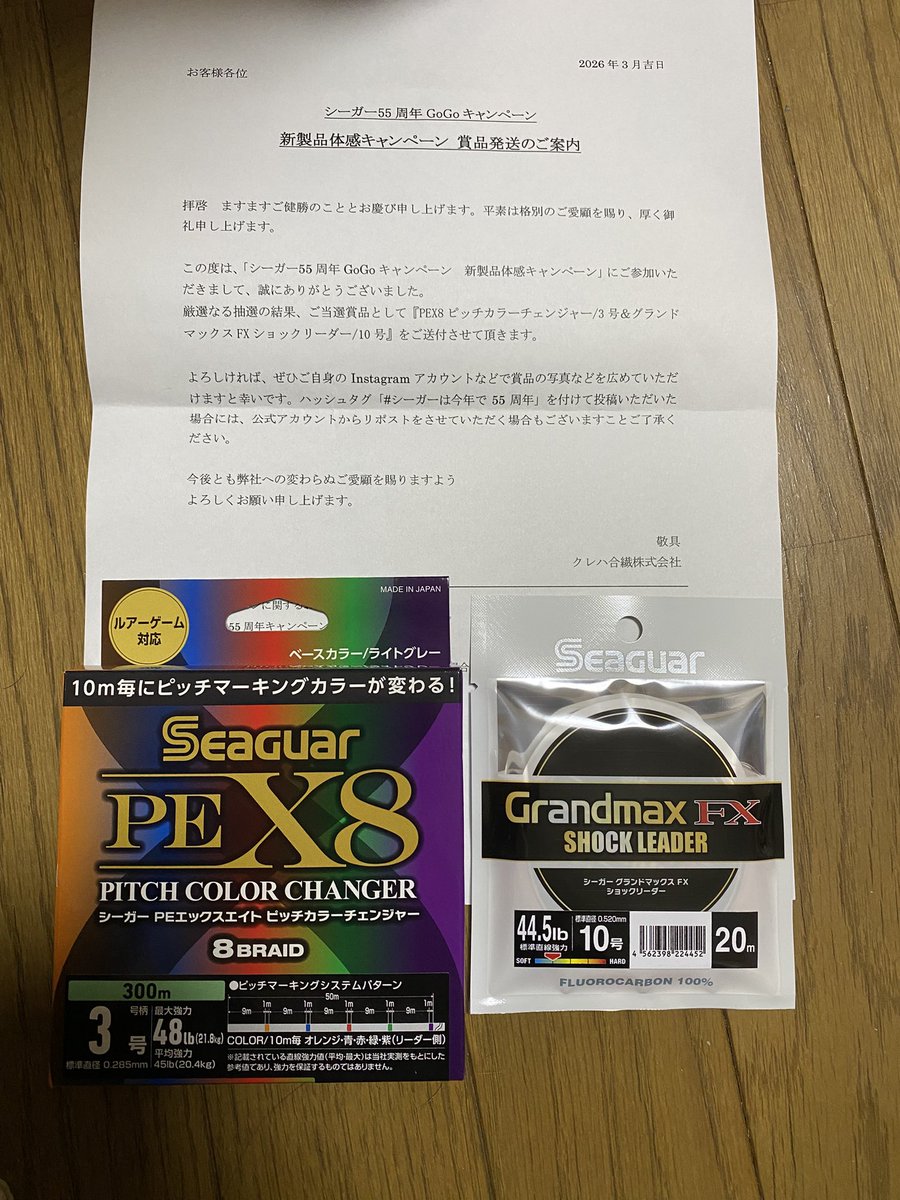 2026年3月吉日
お客様各位
シーガー55周年 GoGo キャンペーン
新製品体感キャンペーン 賞品発送のご案内
拝啓　ますますご健勝のこととお慶び申し上げます。平素は格別のご愛顧を賜り、厚く御
礼申し上げます。
この度は、「シーガー55周年 GoGo キャンペーン　新製品体感キャンペーン」にご参加いた
だきまして、誠にありがとうございました。
厳選なる抽選の結果、ご当選賞品として『PEX8 ピッチカラーチェンジャー/3号＆グランド
マックスFXショックリーダー/10号』をご送付させて頂きます。
よろしければ、ぜひご自身の Instagram アカウントなどで賞品の写真などを広めていただ
けますと幸いです。ハッシュタグ「#シーガーは今年で 55 周年」を付けて投稿いただいた
場合には、公式アカウントからリポストをさせていただく場合もございますことご了承く
ださい。
今後とも弊社への変わらぬご愛顧を賜りますよう
よろしくお願い申し上げます。
敬具
クレハ合繊株式会社
に関する
55周年キャンペーン
MADE IN JAPAN
ルアーゲーム
対応
ベースカラー/ライトグレー
10m毎にピッチマーキングカラーが変わる!
SEAGUAR
PE X8
PITCH COLOR CHANGER
シーガー PEエックスエイト ピッチカラーチェンジャー
8 BRAID
300m
3号
号柄
標準直径 0.285mm
最大強力
48lb(21.8kg)
平均強力
45lb(20.4kg)
●ピッチマーキングシステムパターン
50m
1m 1m 1m 1m 1m
9m 9m 9m 9m 9m
COLOR/10m毎 オレンジ・青・赤・緑・紫(リーダー側)
※記載されている直線強力値(平均・最大)は当社実測をもとにした
参考値であり、強力を保証するものではありません。
SEAGUAR
Grandmax FX
SHOCK LEADER
シーガー グランドマックス FX
ショックリーダー
44.5lb
標準直線強力
SOFT HARD
標準直径 0.520mm
10号
4 562398 224452
20m
FLUOROCARBON 100%